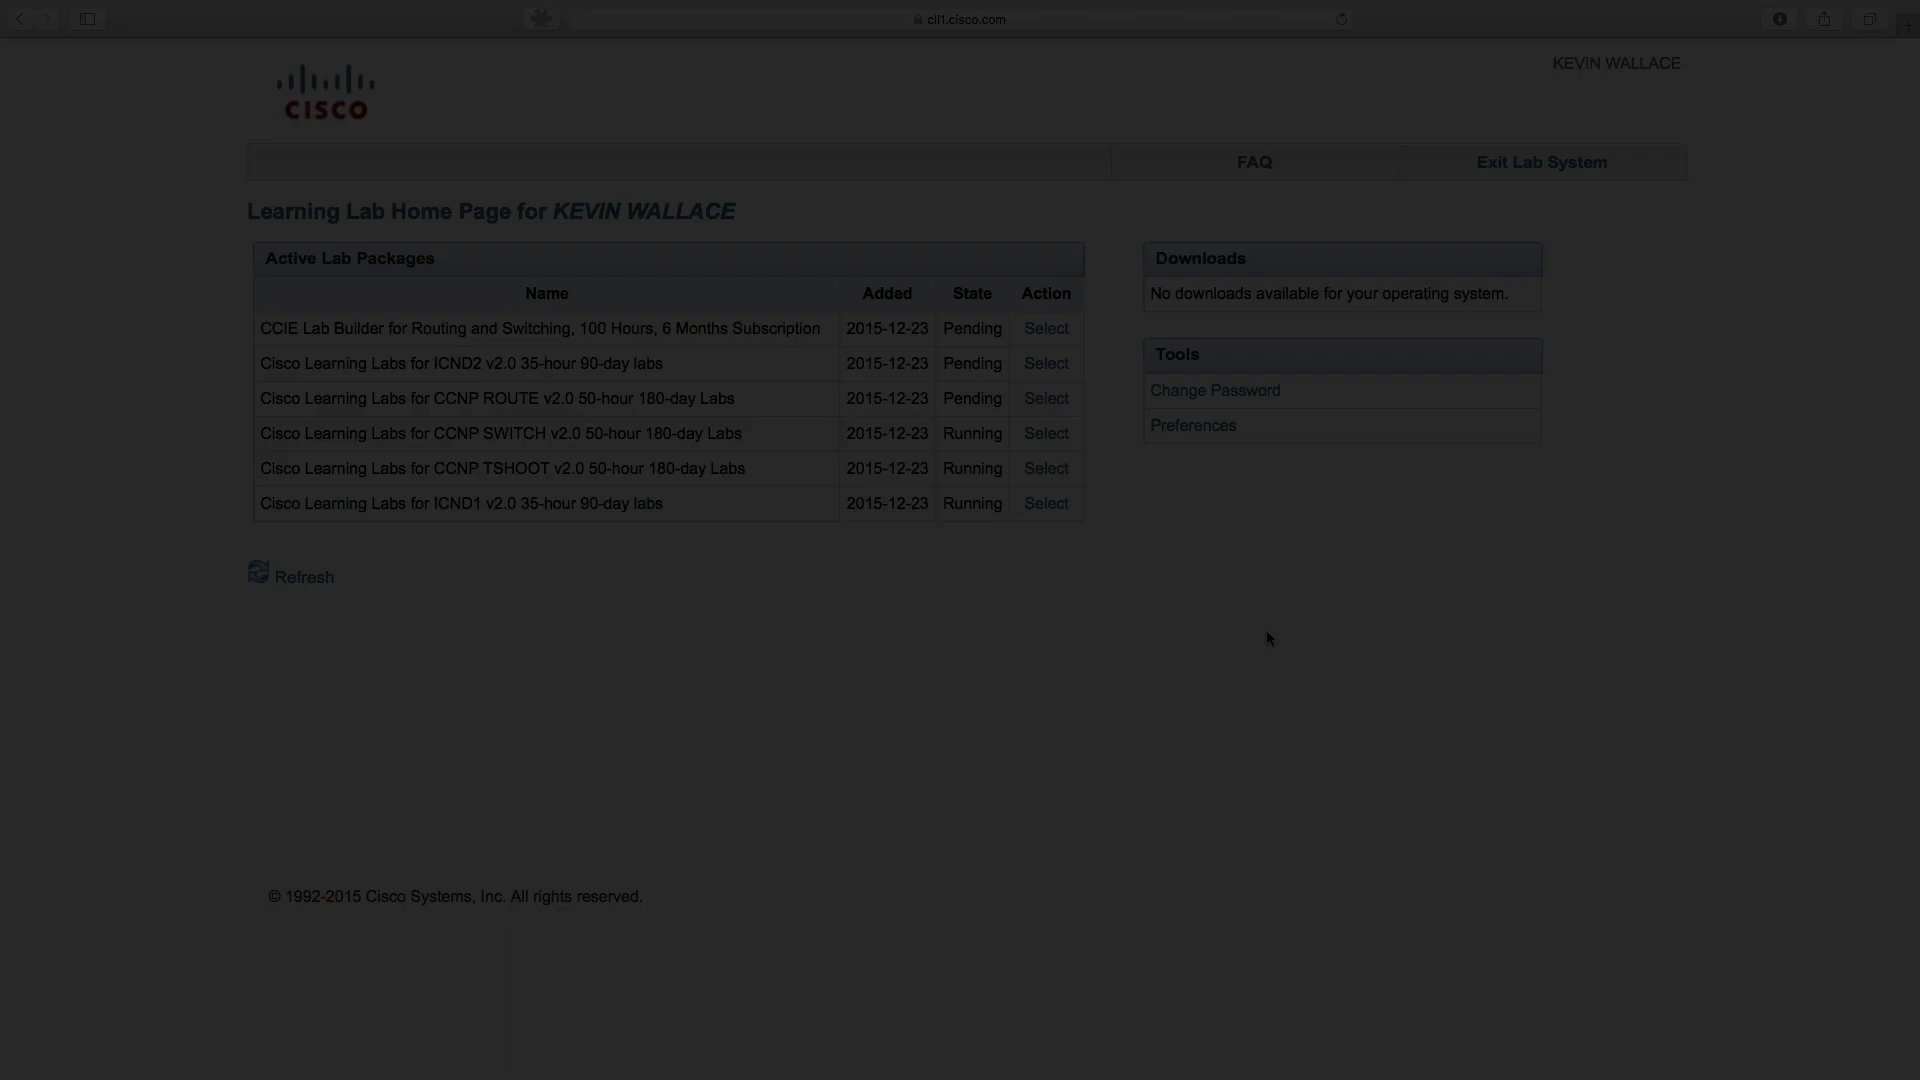 cll1.cisco.com
CISCO
KEVIN WALLACE
FAQ
Exit Lab System
Learning Lab Home Page for KEVIN WALLACE
Active Lab Packages
Name Added State Action
CCIE Lab Builder for Routing and Switching, 100 Hours, 6 Months Subscription 2015-12-23 Pending Select
Cisco Learning Labs for ICND2 v2.0 35-hour 90-day labs 2015-12-23 Pending Select
Cisco Learning Labs for CCNP ROUTE v2.0 50-hour 180-day Labs 2015-12-23 Pending Select
Cisco Learning Labs for CCNP SWITCH v2.0 50-hour 180-day Labs 2015-12-23 Running Select
Cisco Learning Labs for CCNP TSHOOT v2.0 50-hour 180-day Labs 2015-12-23 Running Select
Cisco Learning Labs for ICND1 v2.0 35-hour 90-day labs 2015-12-23 Running Select
Refresh
Downloads
No downloads available for your operating system.
Tools
Change Password
Preferences
© 1992-2015 Cisco Systems, Inc. All rights reserved.